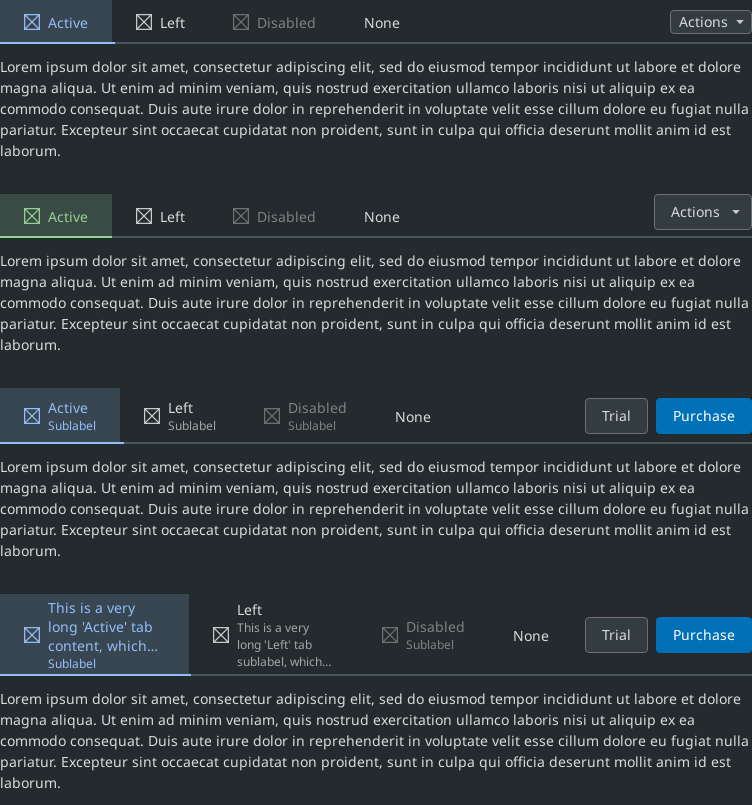 Active Left Disabled None Actions
Lorem ipsum dolor sit amet, consectetur adipiscing elit, sed do eiusmod tempor incididunt ut labore et dolore
magna aliqua. Ut enim ad minim veniam, quis nostrud exercitation ullamco laboris nisi ut aliquip ex ea
commodo consequat. Duis aute irure dolor in reprehenderit in voluptate velit esse cillum dolore eu fugiat nulla
pariatur. Excepteur sint occaecat cupidatat non proident, sunt in culpa qui officia deserunt mollit anim id est
laborum.
Active Left Disabled None Actions
Lorem ipsum dolor sit amet, consectetur adipiscing elit, sed do eiusmod tempor incididunt ut labore et dolore
magna aliqua. Ut enim ad minim veniam, quis nostrud exercitation ullamco laboris nisi ut aliquip ex ea
commodo consequat. Duis aute irure dolor in reprehenderit in voluptate velit esse cillum dolore eu fugiat nulla
pariatur. Excepteur sint occaecat cupidatat non proident, sunt in culpa qui officia deserunt mollit anim id est
laborum.
Active
Sublabel
Left
Sublabel
Disabled
Sublabel
None
Trial
Purchase
Lorem ipsum dolor sit amet, consectetur adipiscing elit, sed do eiusmod tempor incididunt ut labore et dolore
magna aliqua. Ut enim ad minim veniam, quis nostrud exercitation ullamco laboris nisi ut aliquip ex ea
commodo consequat. Duis aute irure dolor in reprehenderit in voluptate velit esse cillum dolore eu fugiat nulla
pariatur. Excepteur sint occaecat cupidatat non proident, sunt in culpa qui officia deserunt mollit anim id est
laborum.
This is a very
long 'Active' tab
content, which...
Sublabel
Left
This is a very
long 'Left' tab
sublabel, which...
Disabled
Sublabel
None
Trial
Purchase
Lorem ipsum dolor sit amet, consectetur adipiscing elit, sed do eiusmod tempor incididunt ut labore et dolore
magna aliqua. Ut enim ad minim veniam, quis nostrud exercitation ullamco laboris nisi ut aliquip ex ea
commodo consequat. Duis aute irure dolor in reprehenderit in voluptate velit esse cillum dolore eu fugiat nulla
pariatur. Excepteur sint occaecat cupidatat non proident, sunt in culpa qui officia deserunt mollit anim id est
laborum.